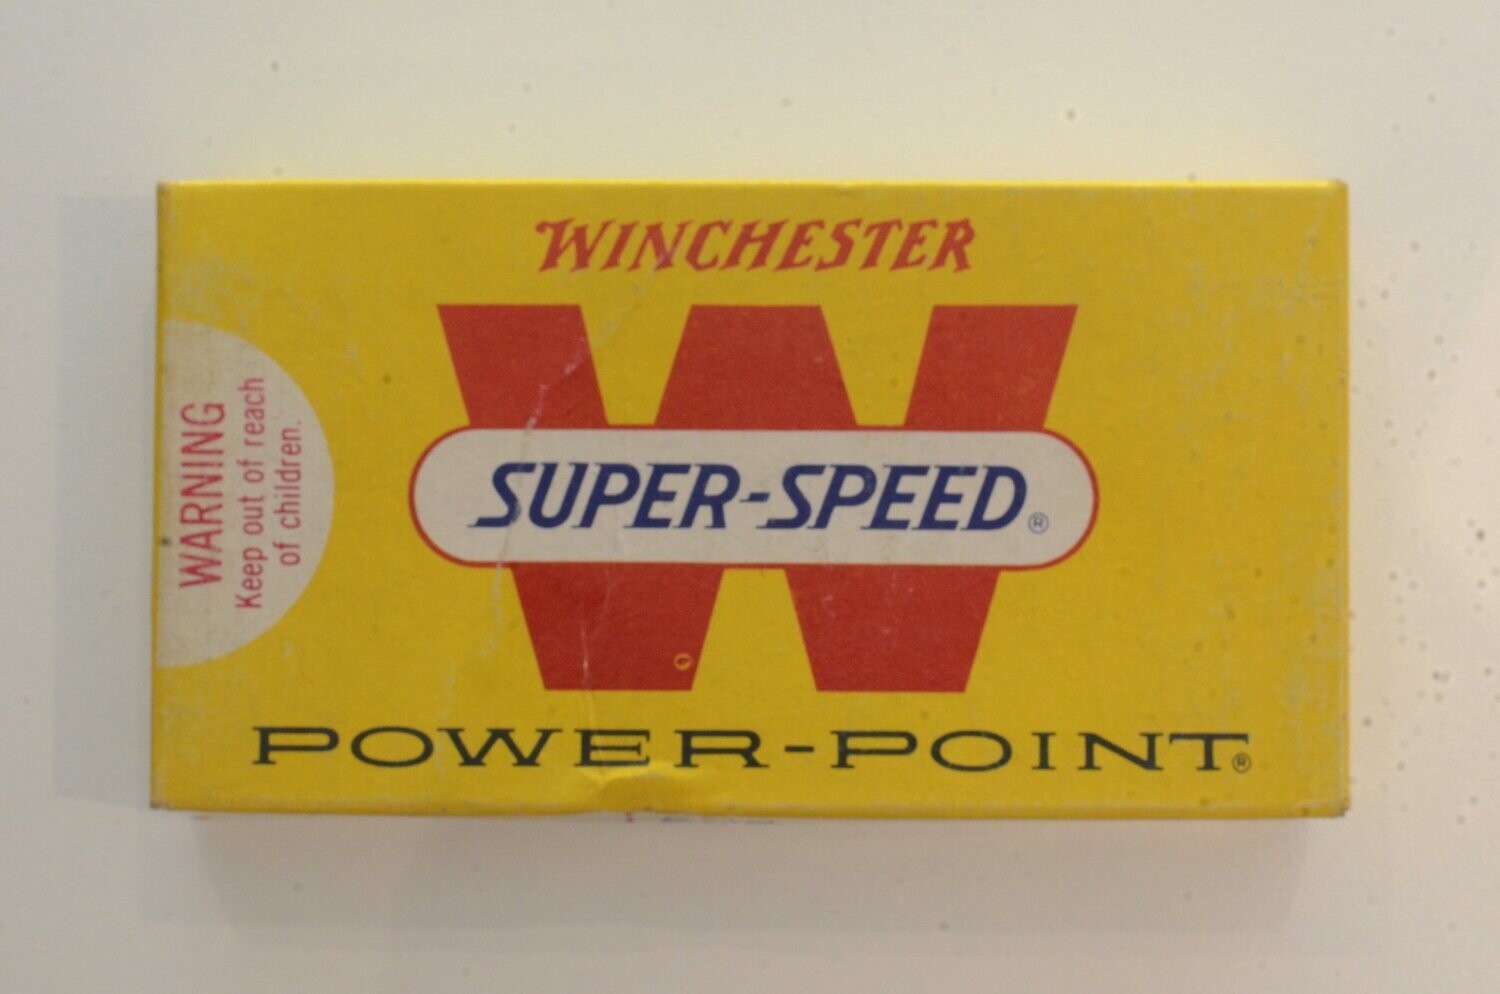 WINCHESTER
W
SUPER-SPEED®
POWER-POINT®
WARNING
Keep out of reach
of children.